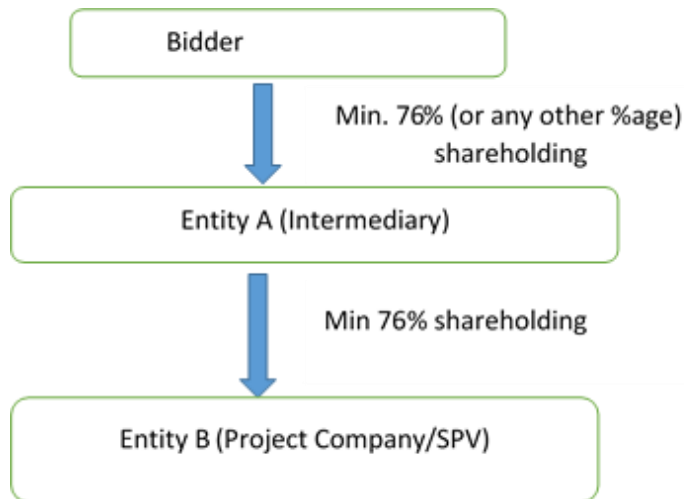 Bidder
Min. 76% (or any other %age)
shareholding
Entity A (Intermediary)
Min 76% shareholding
Entity B (Project Company/SPV)